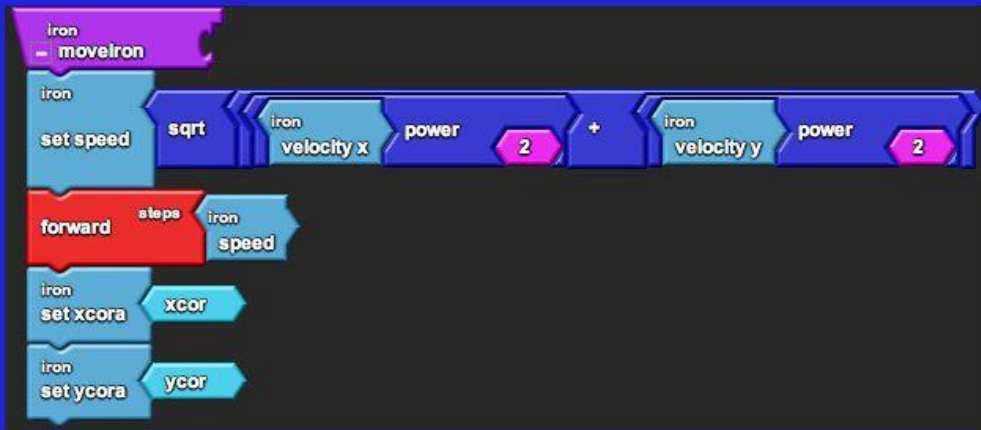 iron
− moveIron
iron
set speed sqrt iron velocity x power 2 + iron velocity y power 2
forward steps iron speed
iron
set xcora xcor
iron
set ycora ycor